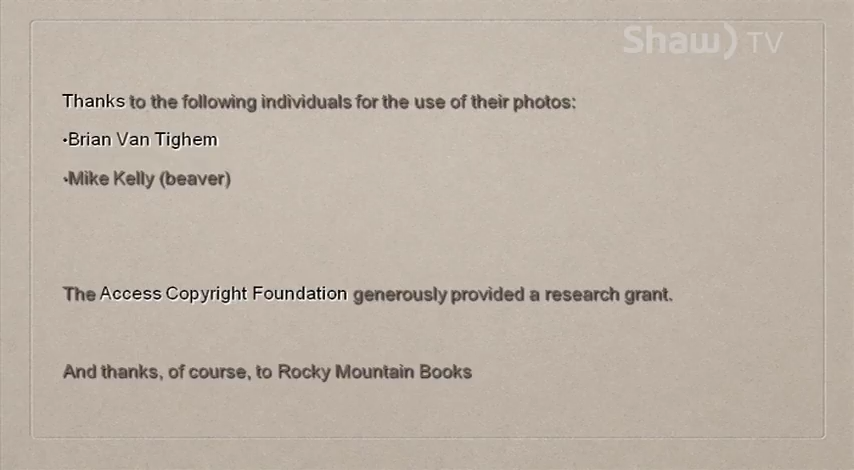 Shaw) TV
Thanks to the following individuals for the use of their photos:
•Brian Van Tighem
•Mike Kelly (beaver)
The Access Copyright Foundation generously provided a research grant.
And thanks, of course, to Rocky Mountain Books